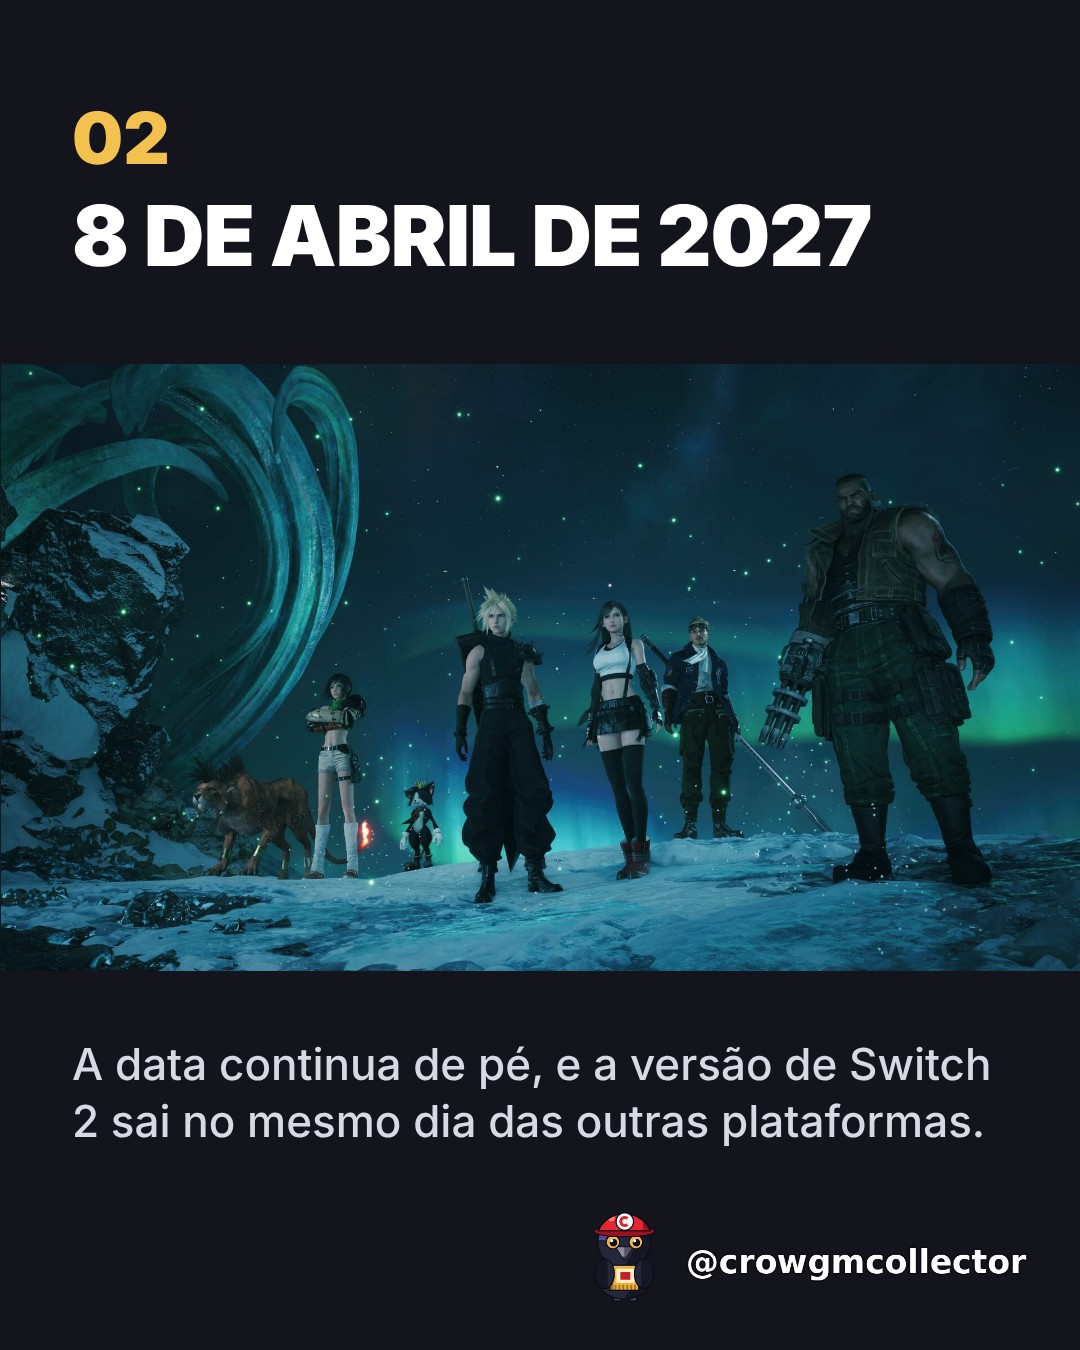 02
8 DE ABRIL DE 2027
A data continua de pé, e a versão de Switch
2 sai no mesmo dia das outras plataformas.
C
@crowgmcollector